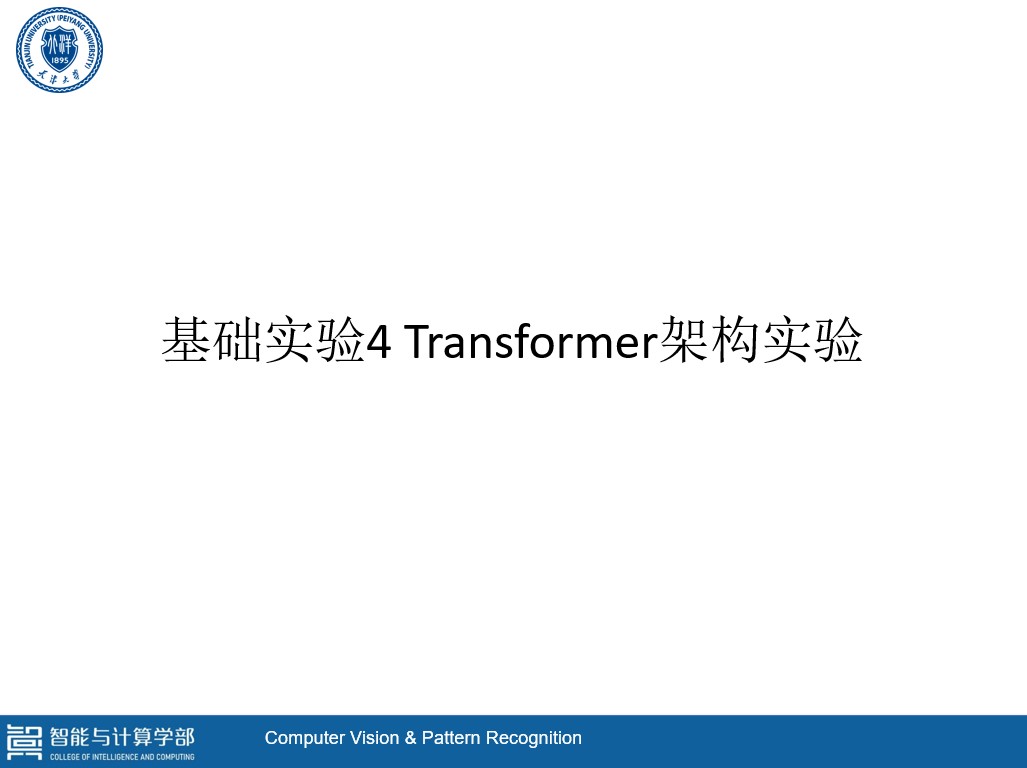 TIANJIN UNIVERSITY (PEIYANG UNIVERSITY)
北洋
1895
天津大学
基础实验4 Transformer架构实验
智能与计算学部
COLLEGE OF INTELLIGENCE AND COMPUTING
Computer Vision & Pattern Recognition